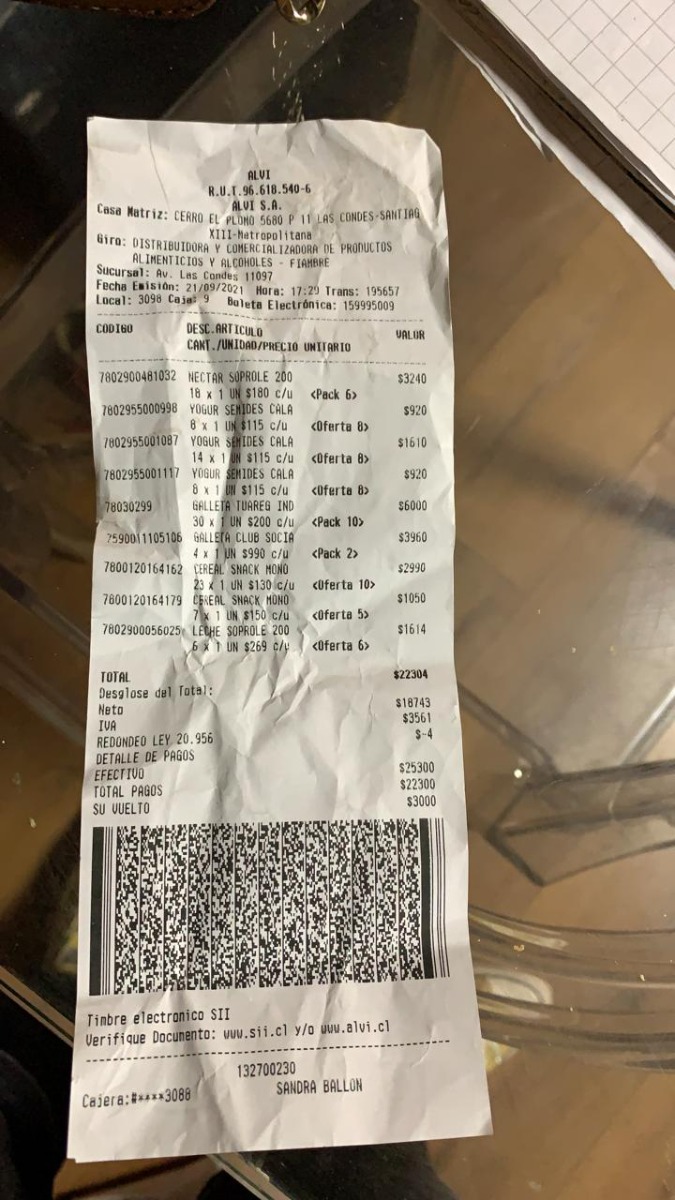 ALVI
R.U.T.96.618.540-6
ALVI S.A.
Casa Matriz: CERRO EL PLOMO 5680 P 11 LAS CONDES-SANTIAG
XIII-Metropolitana
Giro: DISTRIBUIDORA Y COMERCIALIZADORA DE PRODUCTOS
ALIMENTICIOS Y ALCOHOLES - FIAMBRE
Sucursal: Av. Las Condes 11097
Fecha Emisión: 21/09/2021 Hora: 17:29 Trans: 195657
Local: 3098 Caja: 9 Boleta Electrónica: 159995009
CODIGO DESC.ARTICULO VALOR
CANT./UNIDAD/PRECIO UNITARIO
7802900481032 NECTAR SOPROLE 200 $3240
18 x 1 UN $180 c/u <Pack 6>
7802955000998 YOGUR SEMIDES CALA $920
8 x 1 UN $115 c/u <Oferta 8>
7802955001087 YOGUR SEMIDES CALA $1610
14 x 1 UN $115 c/u <Oferta 8>
7802955001117 YOGUR SEMIDES CALA $920
8 x 1 UN $115 c/u <Oferta 8>
78030299 GALLETA TUAREG IND $6000
30 x 1 UN $200 c/u <Pack 10>
7590011105106 GALLETA CLUB SOCIA $3960
4 x 1 UN $990 c/u <Pack 2>
7800120164162 CEREAL SNACK MONO $2990
23 x 1 UN $130 c/u <Oferta 10>
7800120164179 CEREAL SNACK MONO $1050
7 x 1 UN $150 c/u <Oferta 5>
7802900056025 LECHE SOPROLE 200 $1614
6 x 1 UN $269 c/u <Oferta 6>
TOTAL $22304
Desglose del Total:
Neto $18743
IVA $3561
REDONDEO LEY 20.956 $-4
DETALLE DE PAGOS
EFECTIVO $25300
TOTAL PAGOS $22300
SU VUELTO $3000
Timbre electronico SII
Verifique Documento: www.sii.cl y/o www.alvi.cl
132700230
Cajera:#****3088 SANDRA BALLON